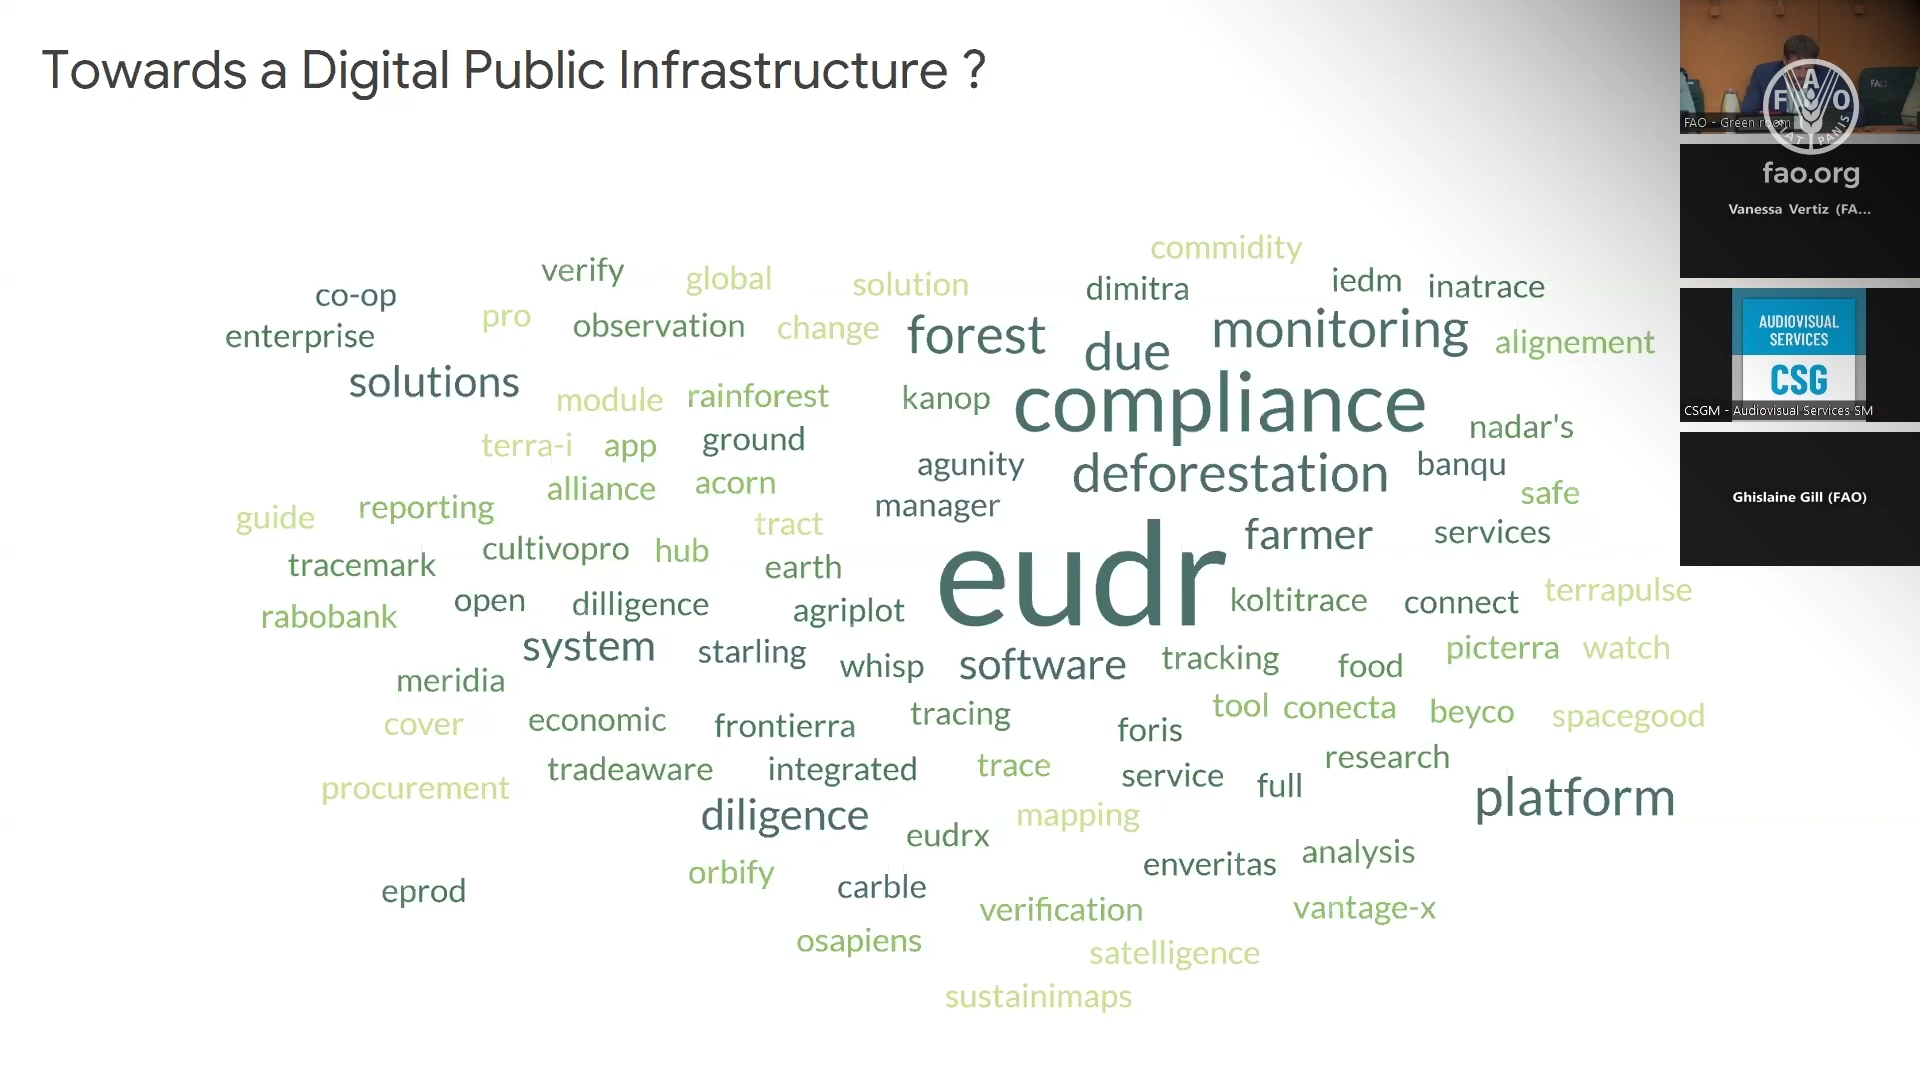 Towards a Digital Public Infrastructure ?
commidity
verify
global
solution
dimitra
iedm
inatrace
co-op
pro
observation
change
forest
due
monitoring
alignement
enterprise
solutions
module
rainforest
kanop
compliance
nadar's
terra-i
app
ground
agunity
deforestation
banqu
guide
reporting
alliance
acorn
manager
safe
tract
farmer
services
tracemark
cultivopro
hub
earth
eudr
rabobank
open
dilligence
agriplot
koltitrace
connect
terrapulse
system
starling
whisp
software
tracking
food
picterra
watch
meridia
cover
economic
frontierra
tracing
foris
tool
conecta
beyco
spacegood
procurement
tradeaware
integrated
trace
service
full
research
platform
diligence
eudrx
mapping
enveritas
analysis
eprod
orbify
carble
verification
vantage-x
osapiens
satelligence
sustainimaps
FAO - Green room
FAO
FIAT PANIS
fao.org
Vanessa Vertiz (FA...
AUDIOVISUAL
SERVICES
CSG
CSGM - Audiovisual Services SM
Ghislaine Gill (FAO)